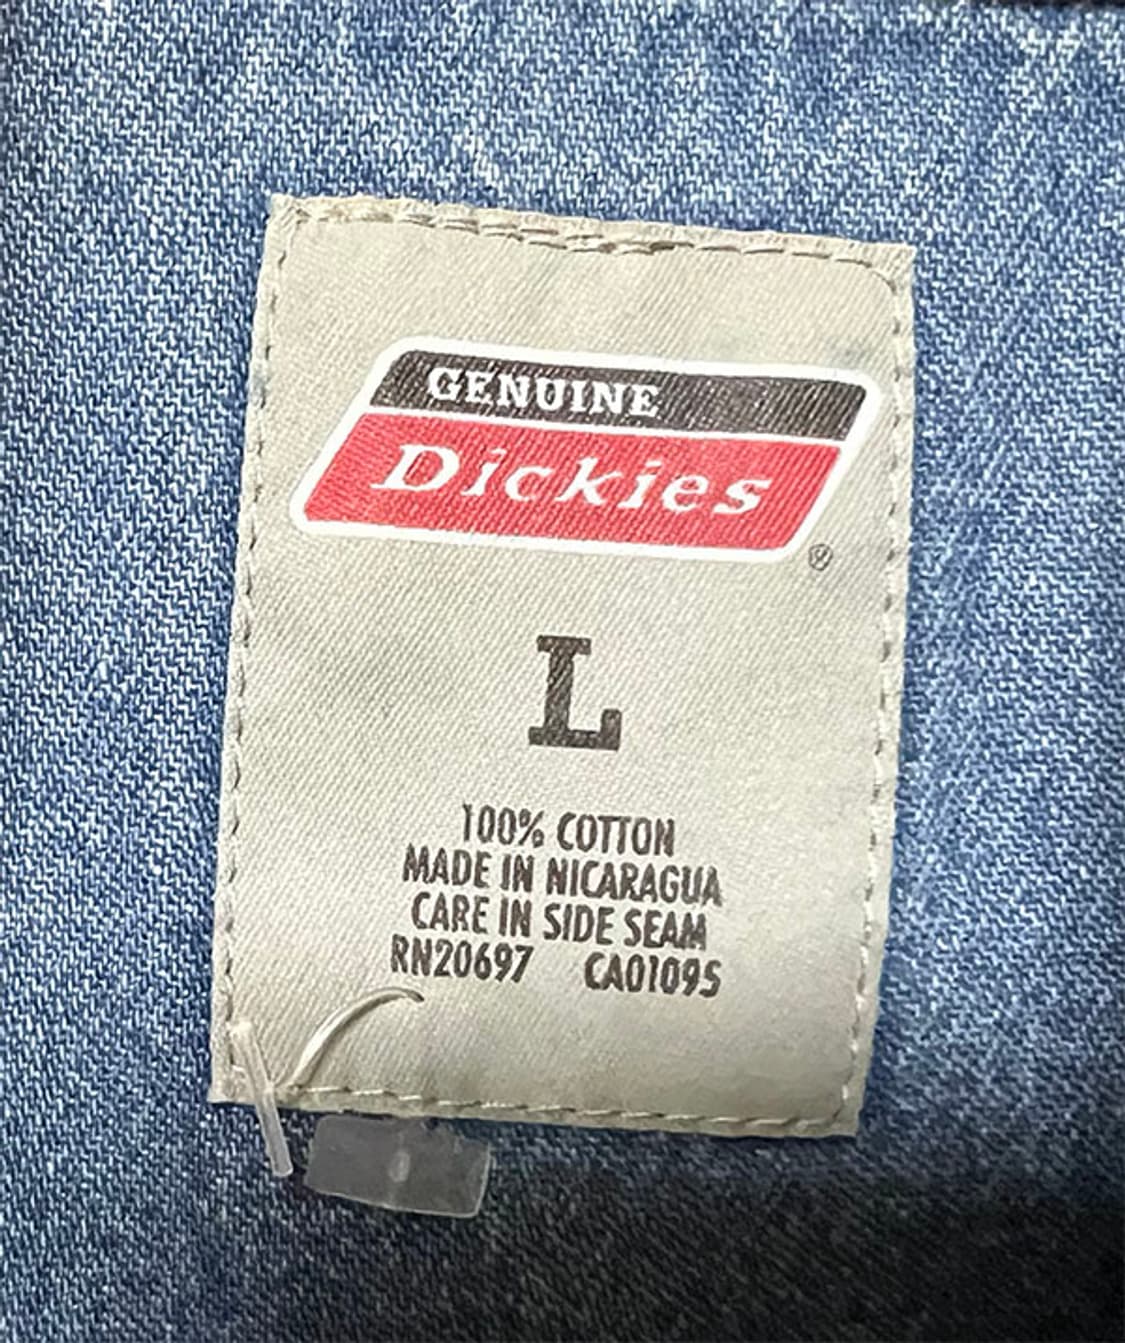 GENUINE
Dickies
®
L
100% COTTON
MADE IN NICARAGUA
CARE IN SIDE SEAM
RN20697 CA01095